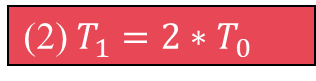 (2) T₁ = 2 * T₀